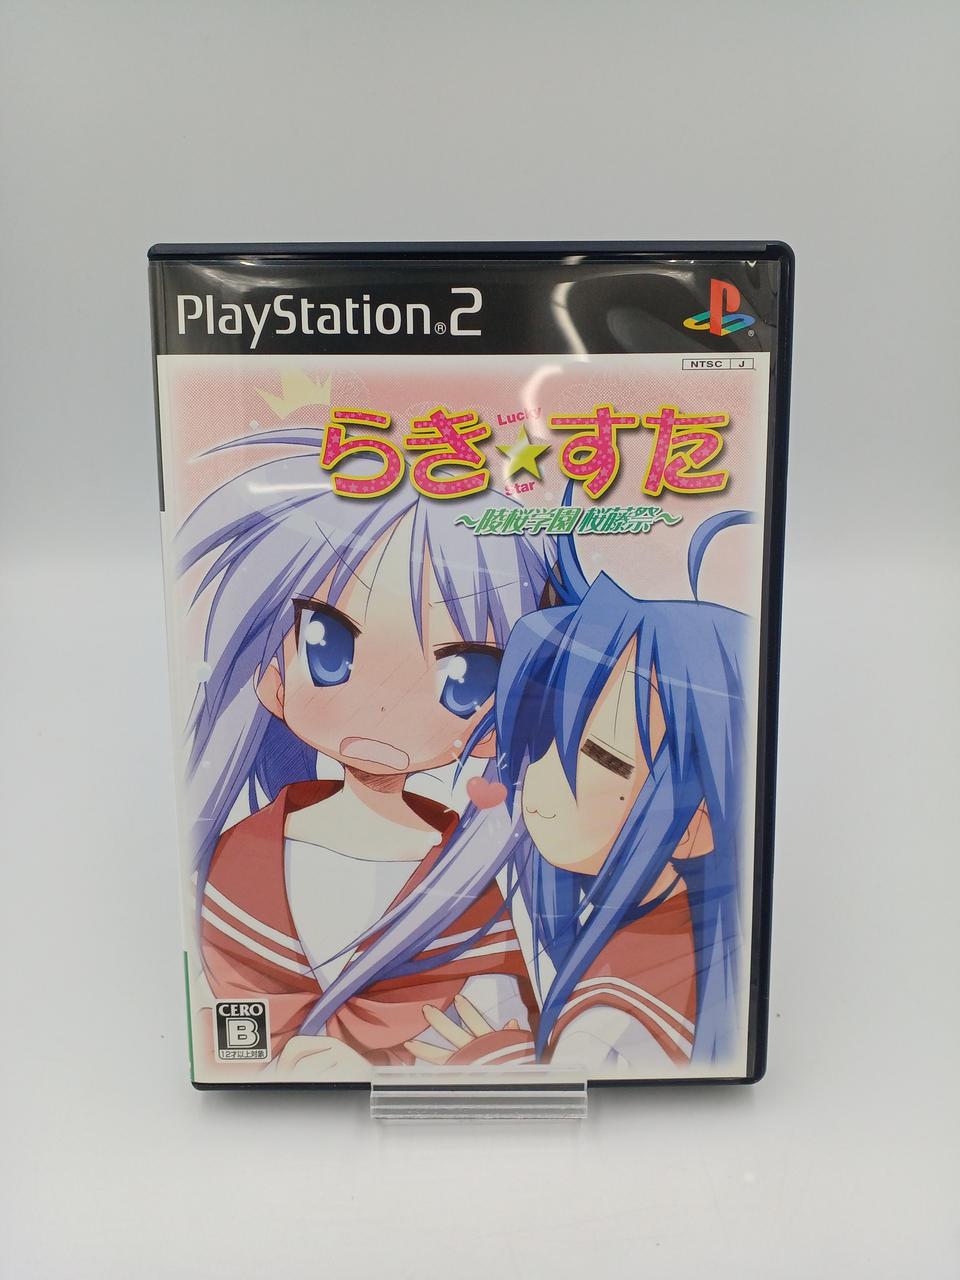 PlayStation®2
®
NTSC J
らき☆すた
Lucky
Star
～陵桜学園 桜藤祭～
CERO
B
12才以上対象